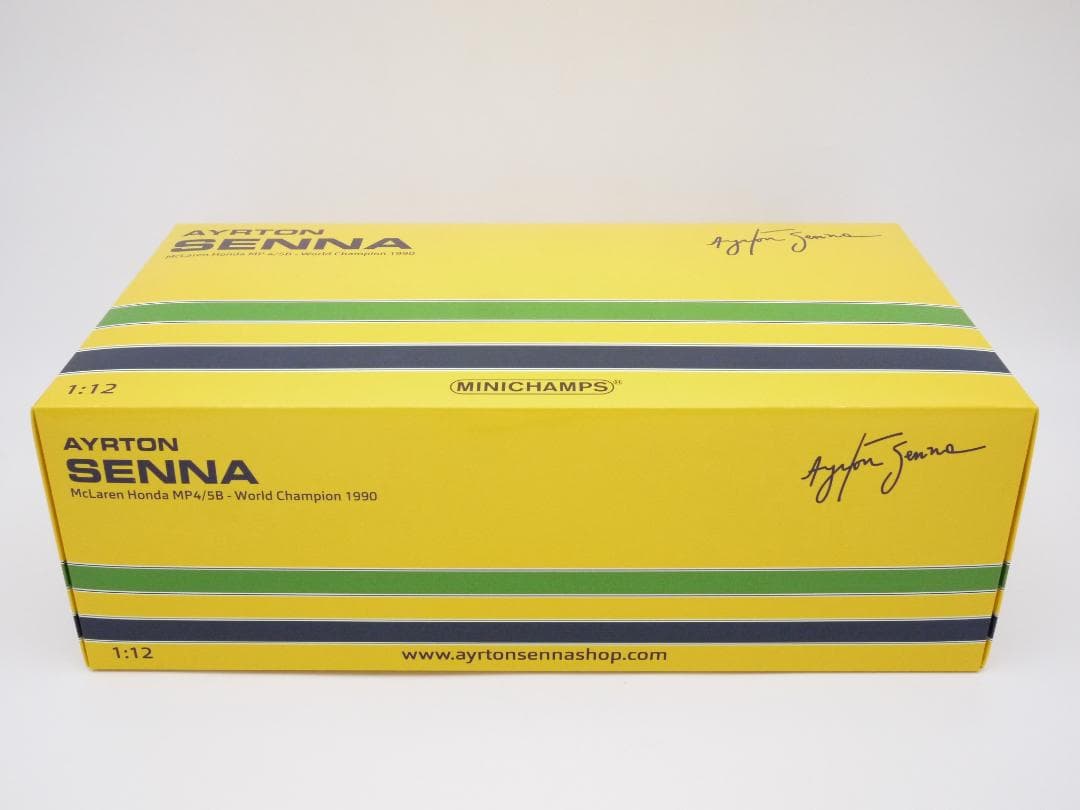 AYRTON
SENNA
McLaren Honda MP4/5B - World Champion 1990
Ayrton Senna
1:12
MINICHAMPS®
AYRTON
SENNA
McLaren Honda MP4/5B - World Champion 1990
Ayrton Senna
1:12
www.ayrtonsennashop.com